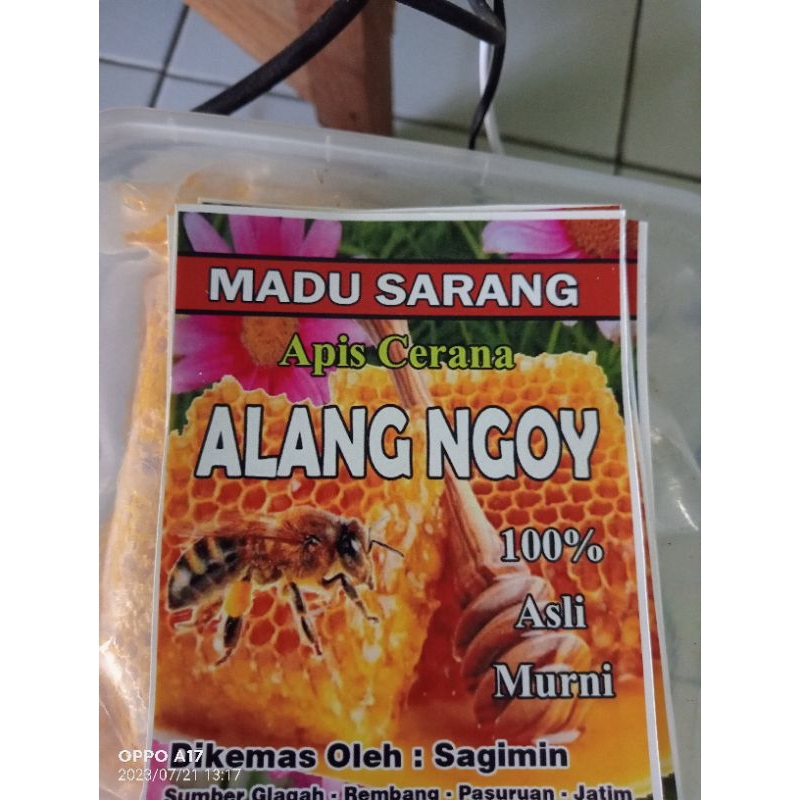 MADU SARANG
Apis Cerana
ALANG NGOY
100%
Asli
Murni
Dikemas Oleh : Sagimin
Sumber Glagah - Rembang - Pasuruan - Jatim
OPPO A17
2023/07/21 13:17